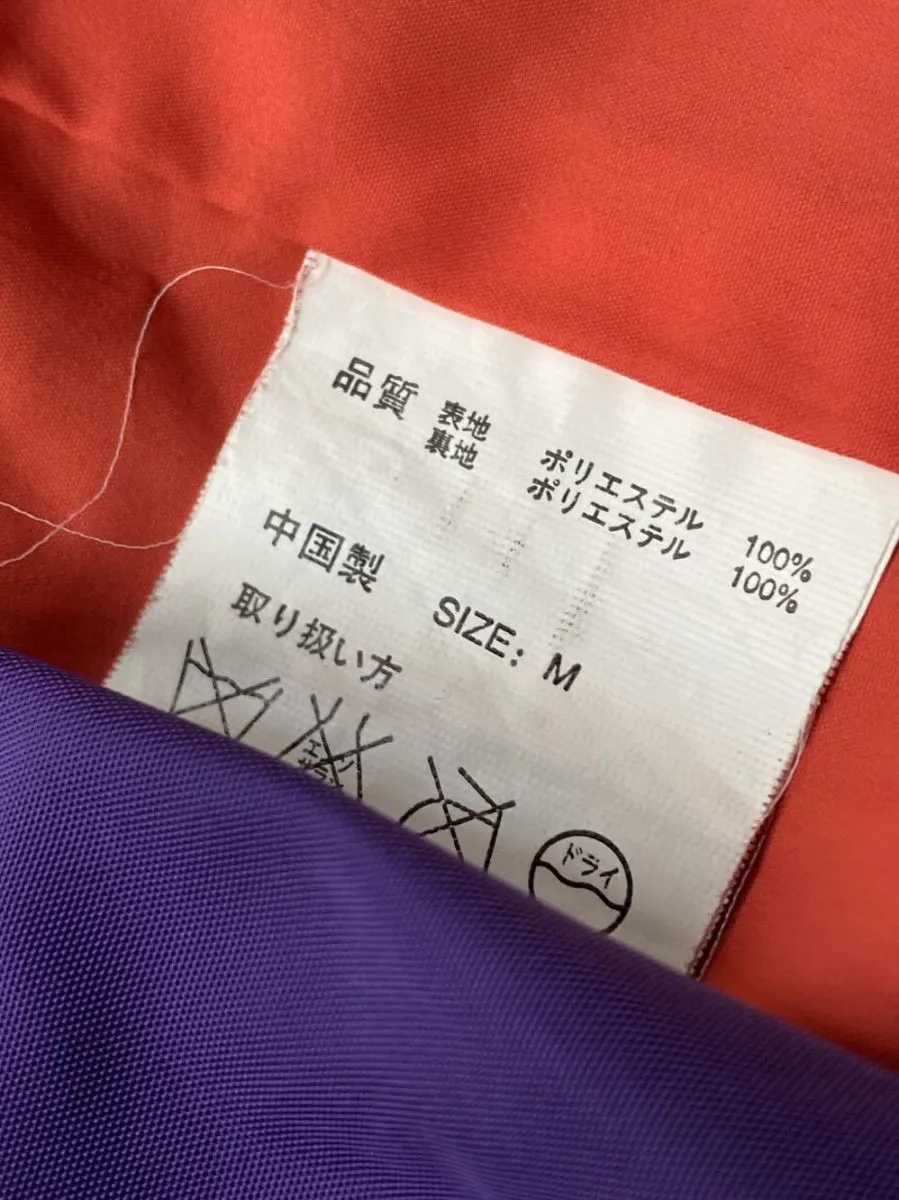 品質 表地 ポリエステル 100%
裏地 ポリエステル 100%
中国製 SIZE: M
取り扱い方
ドライ